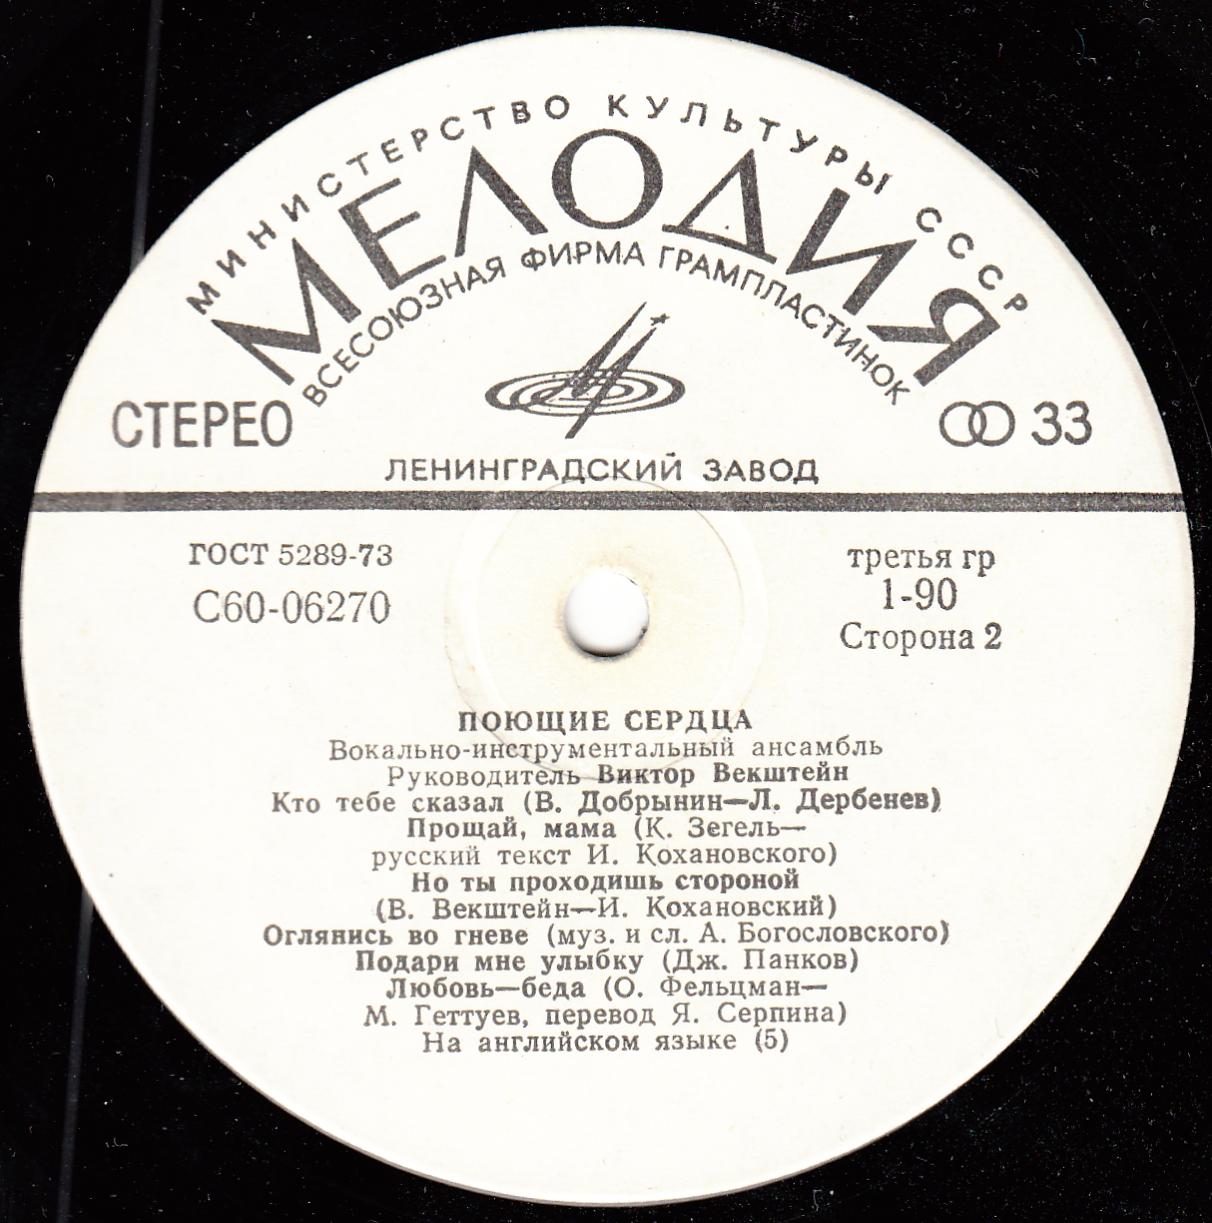 МИНИСТЕРСТВО КУЛЬТУРЫ СССР
МЕЛОДИЯ
ВСЕСОЮЗНАЯ ФИРМА ГРАМПЛАСТИНОК
СТЕРЕО
33
ЛЕНИНГРАДСКИЙ ЗАВОД
ГОСТ 5289-73
С60-06270
третья гр
1-90
Сторона 2
ПОЮЩИЕ СЕРДЦА
Вокально-инструментальный ансамбль
Руководитель Виктор Векштейн
Кто тебе сказал (В. Добрынин—Л. Дербенев)
Прощай, мама (К. Зегель—
русский текст И. Кохановского)
Но ты проходишь стороной
(В. Векштейн—И. Кохановский)
Оглянись во гневе (муз. и сл. А. Богословского)
Подари мне улыбку (Дж. Панков)
Любовь—беда (О. Фельцман—
М. Геттуев, перевод Я. Серпина)
На английском языке (5)